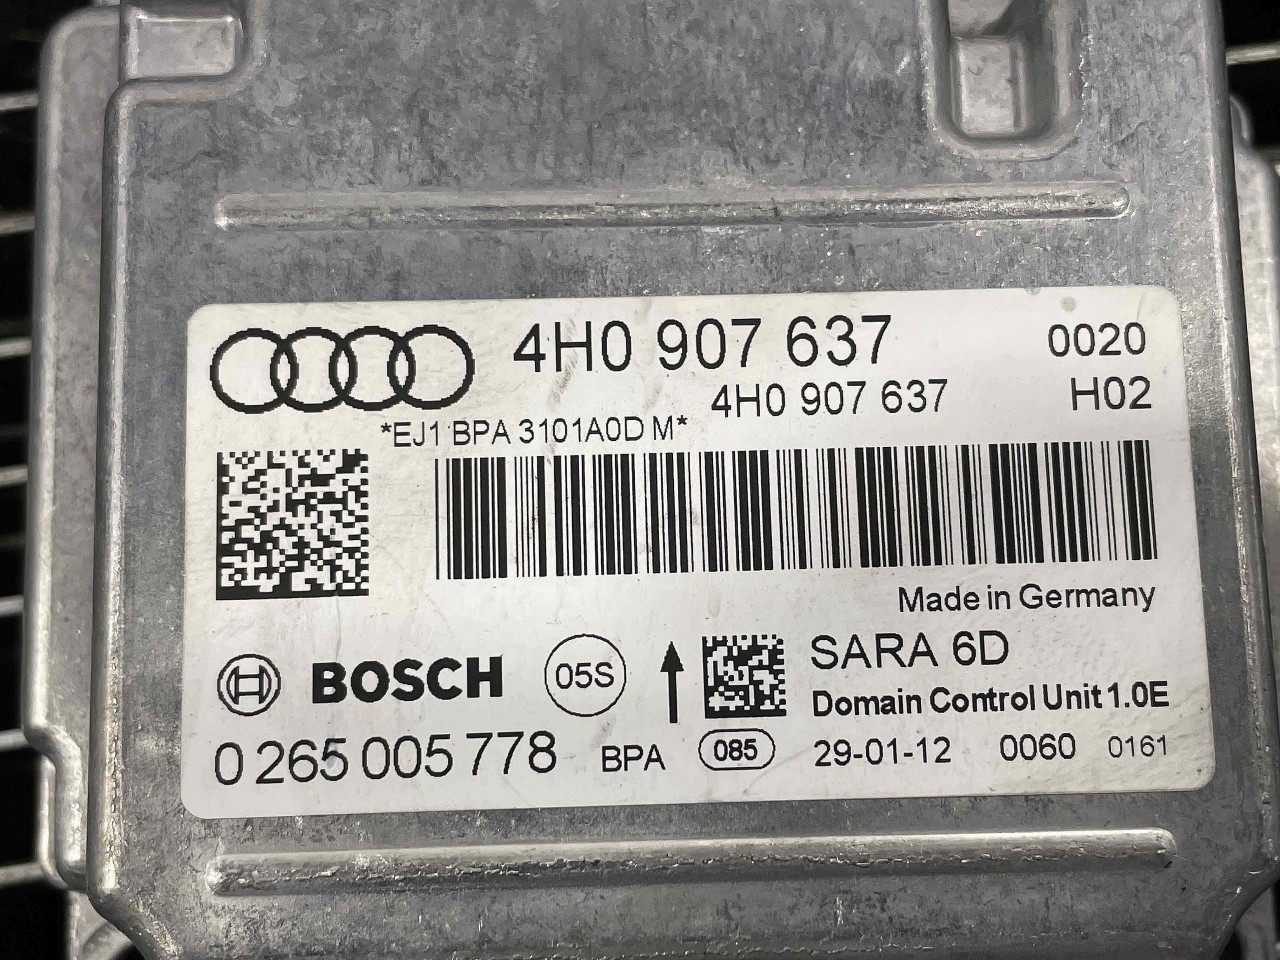 4H0 907 637 0020
4H0 907 637 H02
*EJ1 BPA 3101A0D M*
Made in Germany
BOSCH 05S SARA 6D
Domain Control Unit 1.0E
0 265 005 778 BPA 085 29-01-12 0060 0161